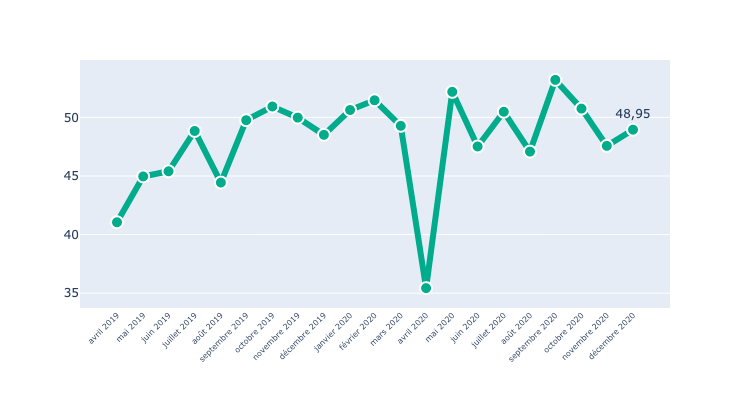 48,95
50
45
40
35
avril 2019
mai 2019
juin 2019
juillet 2019
août 2019
septembre 2019
octobre 2019
novembre 2019
décembre 2019
janvier 2020
février 2020
mars 2020
avril 2020
mai 2020
juin 2020
juillet 2020
août 2020
septembre 2020
octobre 2020
novembre 2020
décembre 2020